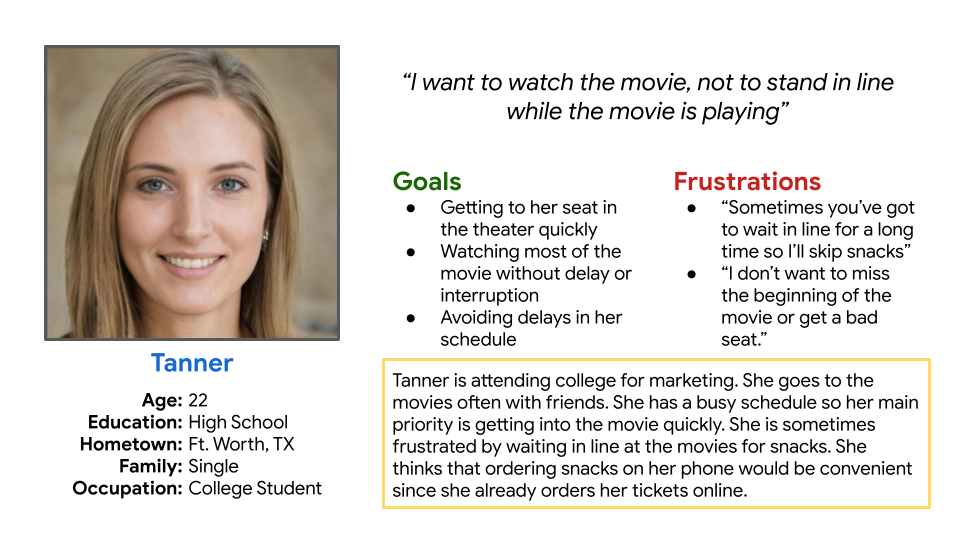 “I want to watch the movie, not to stand in line
while the movie is playing”
Goals
● Getting to her seat in
the theater quickly
● Watching most of the
movie without delay or
interruption
● Avoiding delays in her
schedule
Frustrations
● “Sometimes you’ve got
to wait in line for a long
time so I’ll skip snacks”
● “I don’t want to miss
the beginning of the
movie or get a bad
seat.”
Tanner
Age: 22
Education: High School
Hometown: Ft. Worth, TX
Family: Single
Occupation: College Student
Tanner is attending college for marketing. She goes to the
movies often with friends. She has a busy schedule so her main
priority is getting into the movie quickly. She is sometimes
frustrated by waiting in line at the movies for snacks. She
thinks that ordering snacks on her phone would be convenient
since she already orders her tickets online.